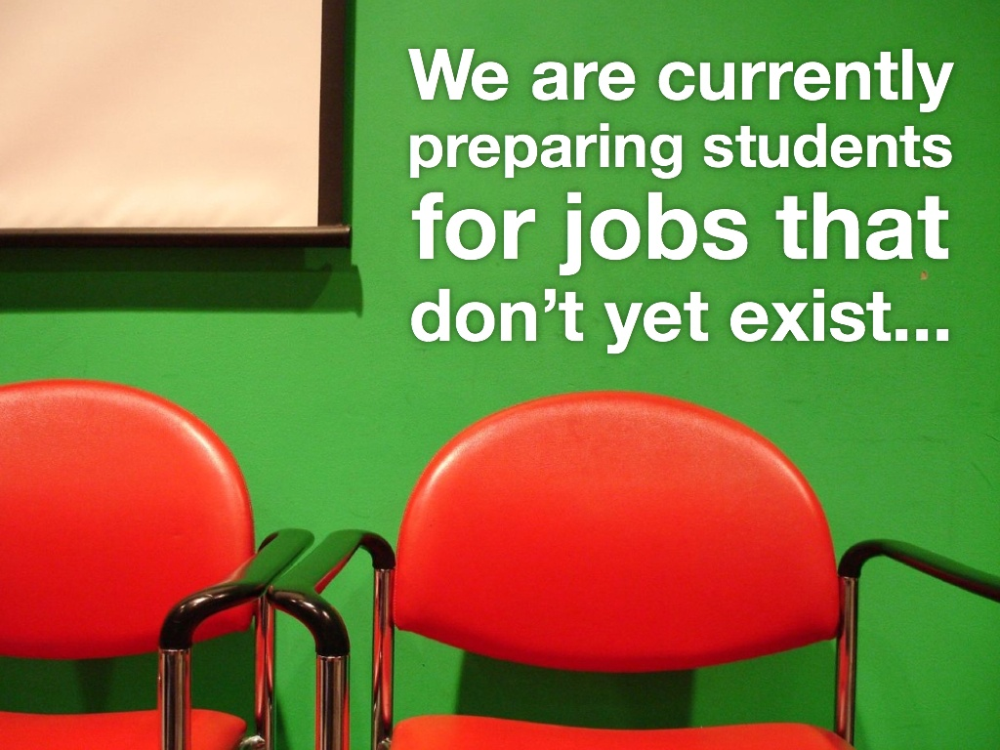 We are currently
preparing students
for jobs that
don’t yet exist...